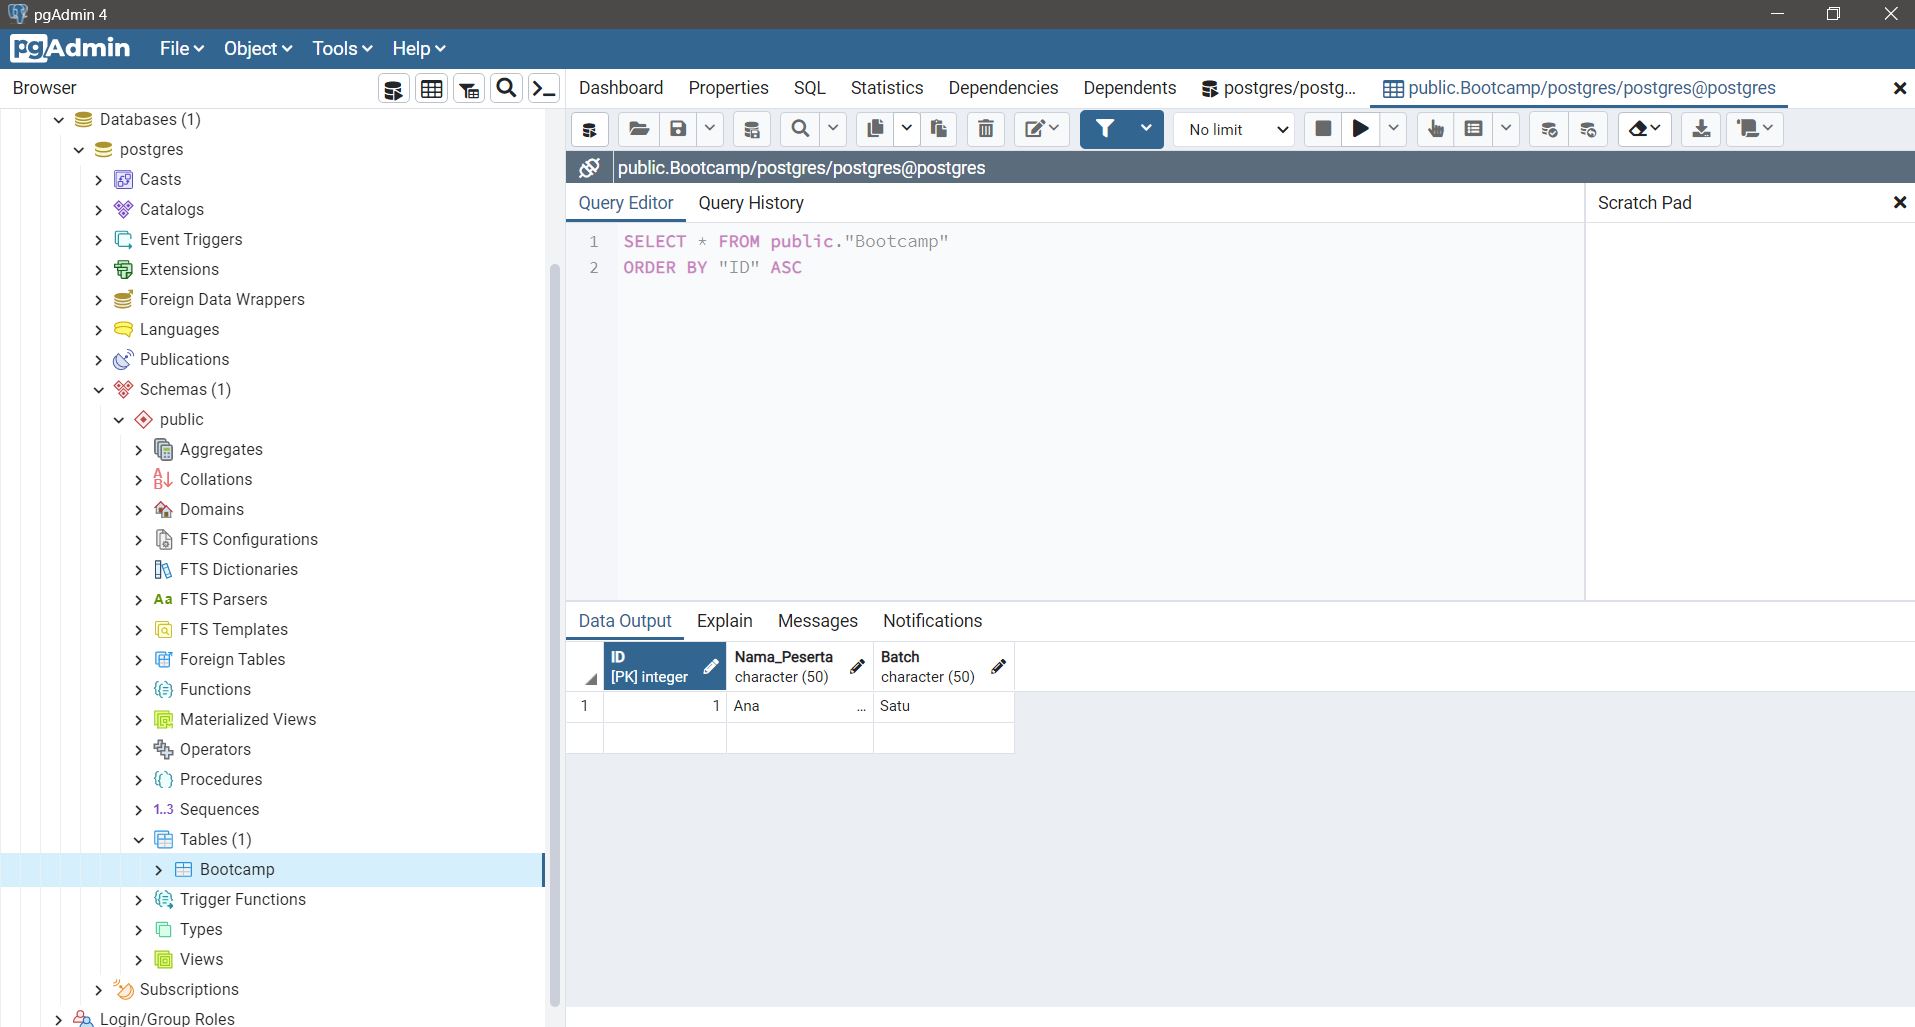 pgAdmin 4
pgAdmin File Object Tools Help
Browser
Databases (1)
postgres
Casts
Catalogs
Event Triggers
Extensions
Foreign Data Wrappers
Languages
Publications
Schemas (1)
public
Aggregates
Collations
Domains
FTS Configurations
FTS Dictionaries
Aa FTS Parsers
FTS Templates
Foreign Tables
Functions
Materialized Views
Operators
Procedures
1..3 Sequences
Tables (1)
Bootcamp
Trigger Functions
Types
Views
Subscriptions
Login/Group Roles
Dashboard Properties SQL Statistics Dependencies Dependents postgres/postg... public.Bootcamp/postgres/postgres@postgres
No limit
public.Bootcamp/postgres/postgres@postgres
Query Editor Query History
Scratch Pad
1 SELECT * FROM public."Bootcamp"
2 ORDER BY "ID" ASC
Data Output Explain Messages Notifications
ID Nama_Peserta Batch
[PK] integer character (50) character (50)
1 1 Ana ... Satu